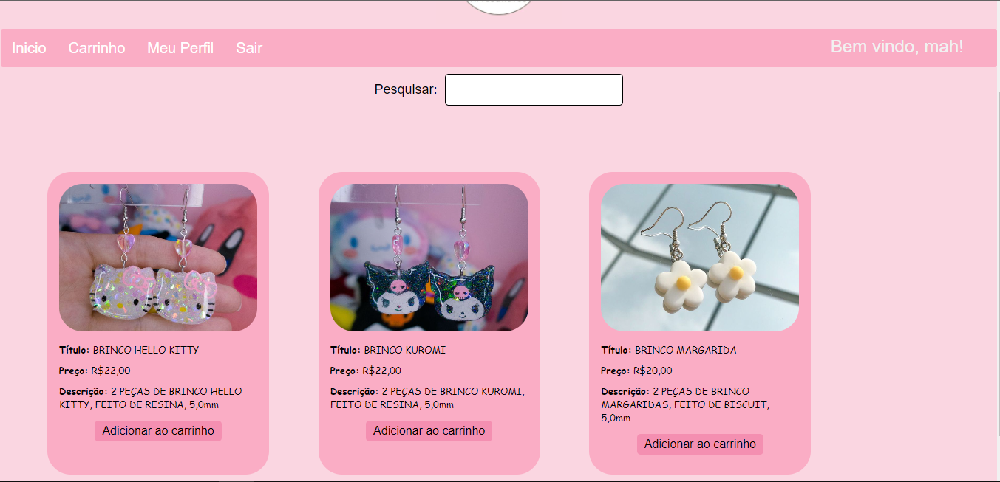 Inicio Carrinho Meu Perfil Sair
Bem vindo, mah!
Pesquisar:
Título: BRINCO HELLO KITTY
Preço: R$22,00
Descrição: 2 PEÇAS DE BRINCO HELLO
KITTY, FEITO DE RESINA, 5,0mm
Adicionar ao carrinho
Título: BRINCO KUROMI
Preço: R$22,00
Descrição: 2 PEÇAS DE BRINCO KUROMI,
FEITO DE RESINA, 5,0mm
Adicionar ao carrinho
Título: BRINCO MARGARIDA
Preço: R$20,00
Descrição: 2 PEÇAS DE BRINCO
MARGARIDAS, FEITO DE BISCUIT,
5,0mm
Adicionar ao carrinho